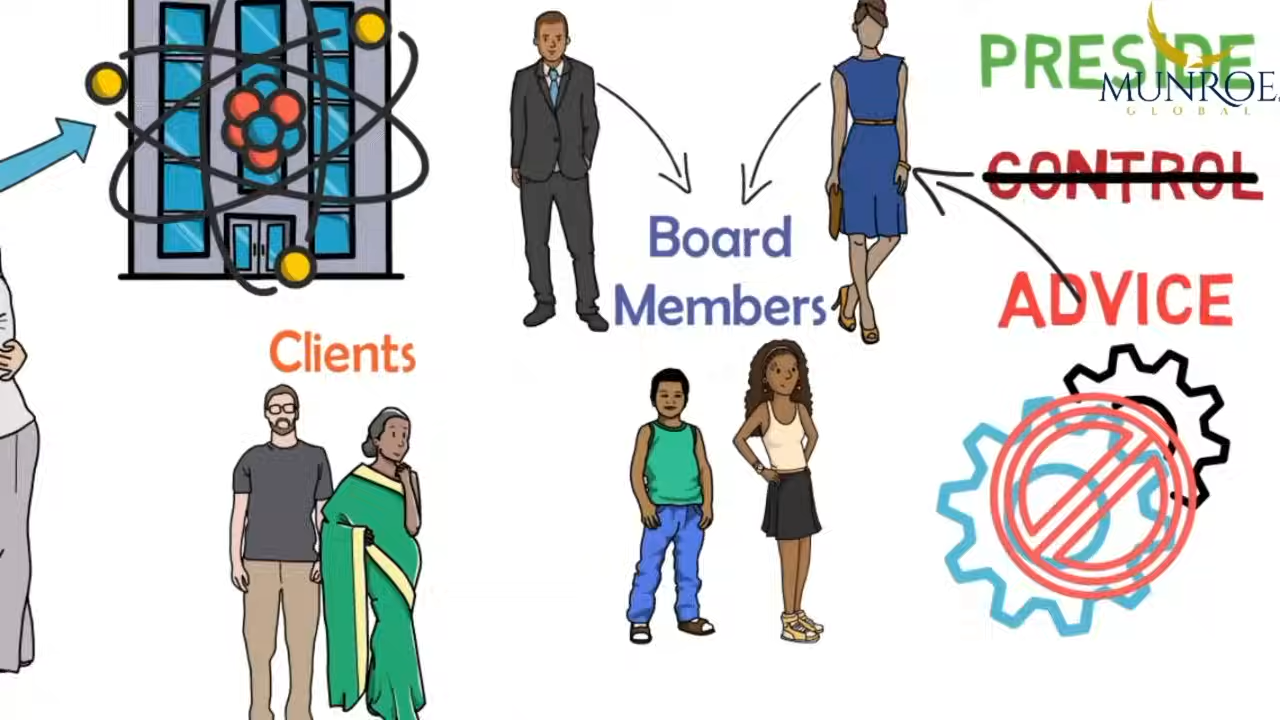 PRESIDE
MUNROE
GLOBAL
CONTROL
Board
Members
ADVICE
Clients